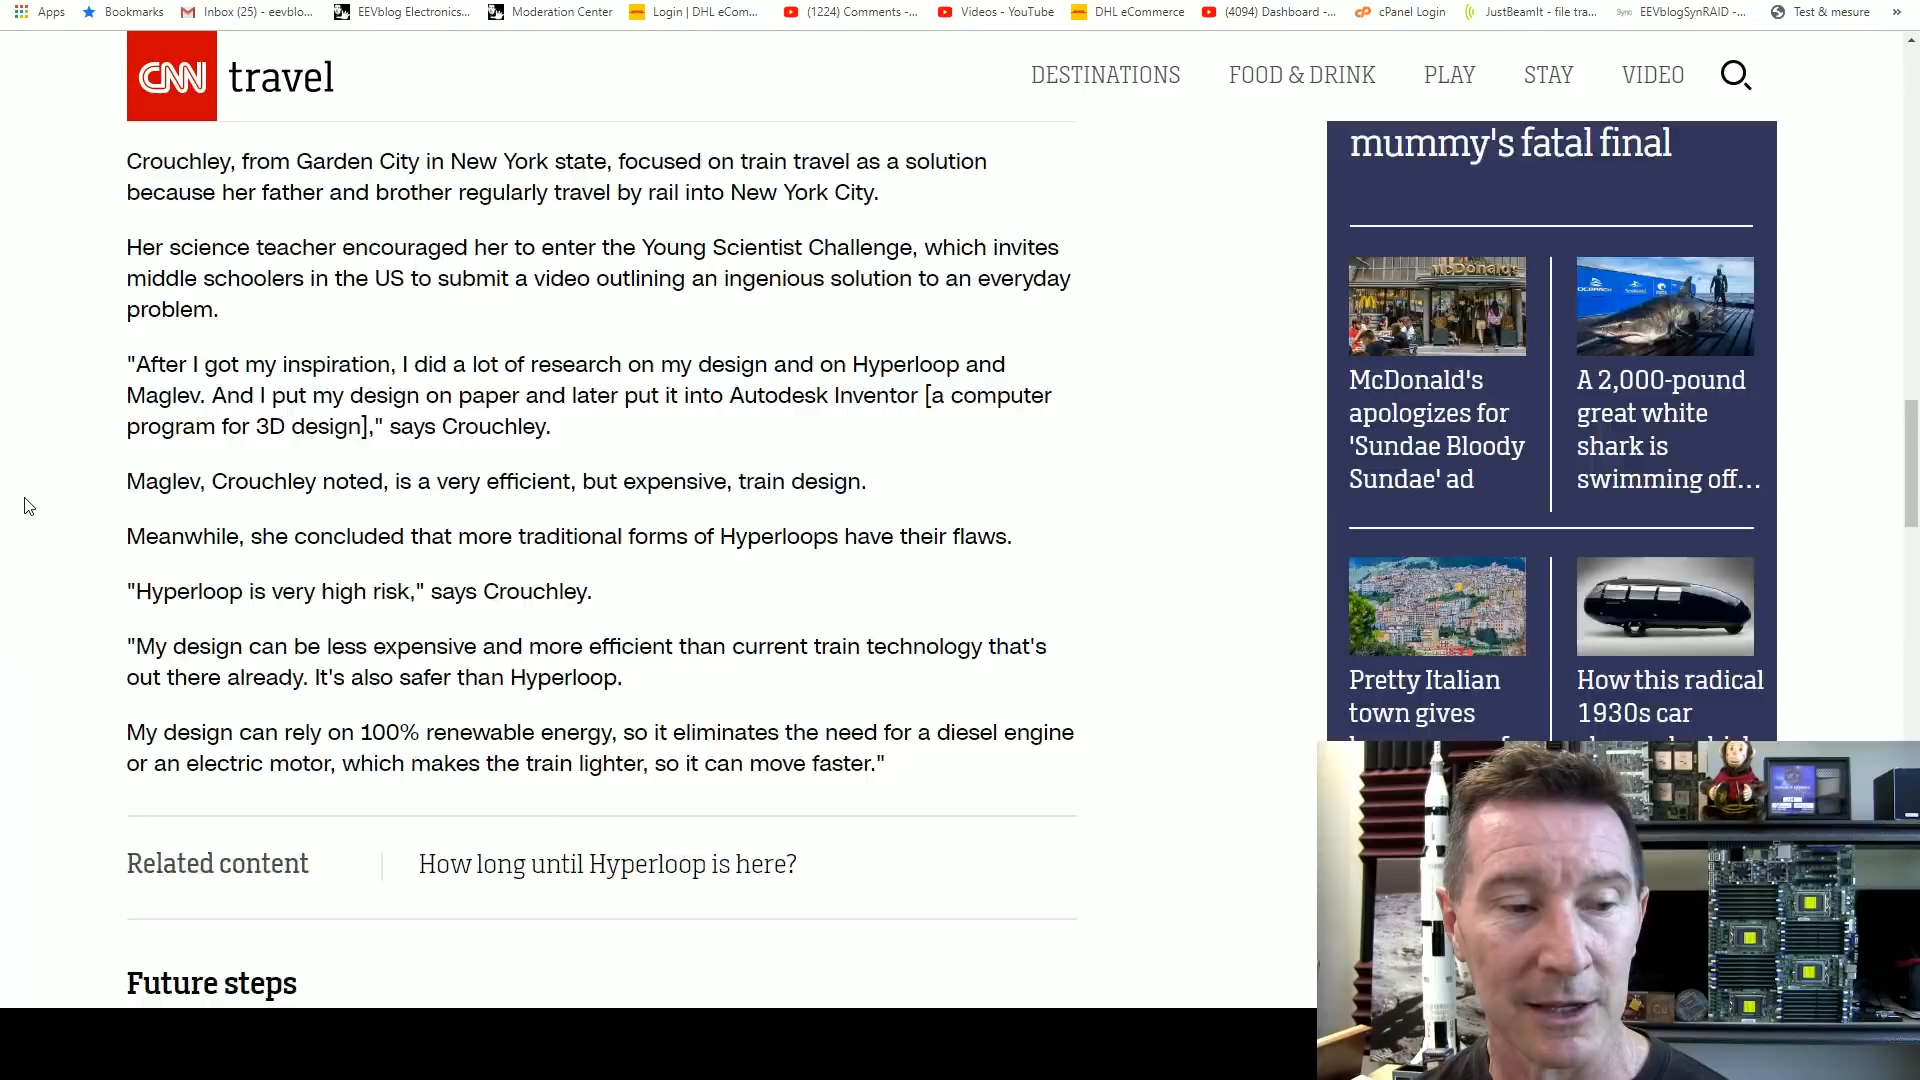 Apps
Bookmarks
Inbox (25) - eevblo...
EEVblog Electronics...
Moderation Center
Login | DHL eCom...
(1224) Comments -...
Videos - YouTube
DHL eCommerce
(4094) Dashboard -...
cPanel Login
JustBeamIt - file tra...
EEVblogSynRAID -...
Test & mesure
»
CNN travel
DESTINATIONS
FOOD & DRINK
PLAY
STAY
VIDEO
Crouchley, from Garden City in New York state, focused on train travel as a solution
because her father and brother regularly travel by rail into New York City.
Her science teacher encouraged her to enter the Young Scientist Challenge, which invites
middle schoolers in the US to submit a video outlining an ingenious solution to an everyday
problem.
"After I got my inspiration, I did a lot of research on my design and on Hyperloop and
Maglev. And I put my design on paper and later put it into Autodesk Inventor [a computer
program for 3D design]," says Crouchley.
Maglev, Crouchley noted, is a very efficient, but expensive, train design.
Meanwhile, she concluded that more traditional forms of Hyperloops have their flaws.
"Hyperloop is very high risk," says Crouchley.
"My design can be less expensive and more efficient than current train technology that's
out there already. It's also safer than Hyperloop.
My design can rely on 100% renewable energy, so it eliminates the need for a diesel engine
or an electric motor, which makes the train lighter, so it can move faster."
Related content
How long until Hyperloop is here?
Future steps
mummy's fatal final
McDonald's
McDonald's
apologizes for
'Sundae Bloody
Sundae' ad
A 2,000-pound
great white
shark is
swimming off...
Pretty Italian
town gives
How this radical
1930s car